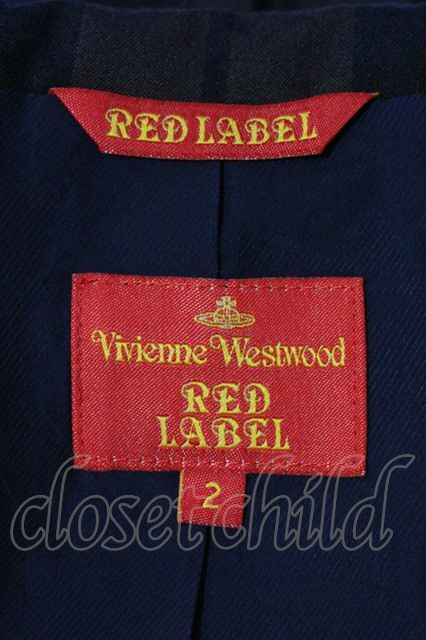 RED LABEL
Vivienne Westwood
RED
LABEL
2
closet child